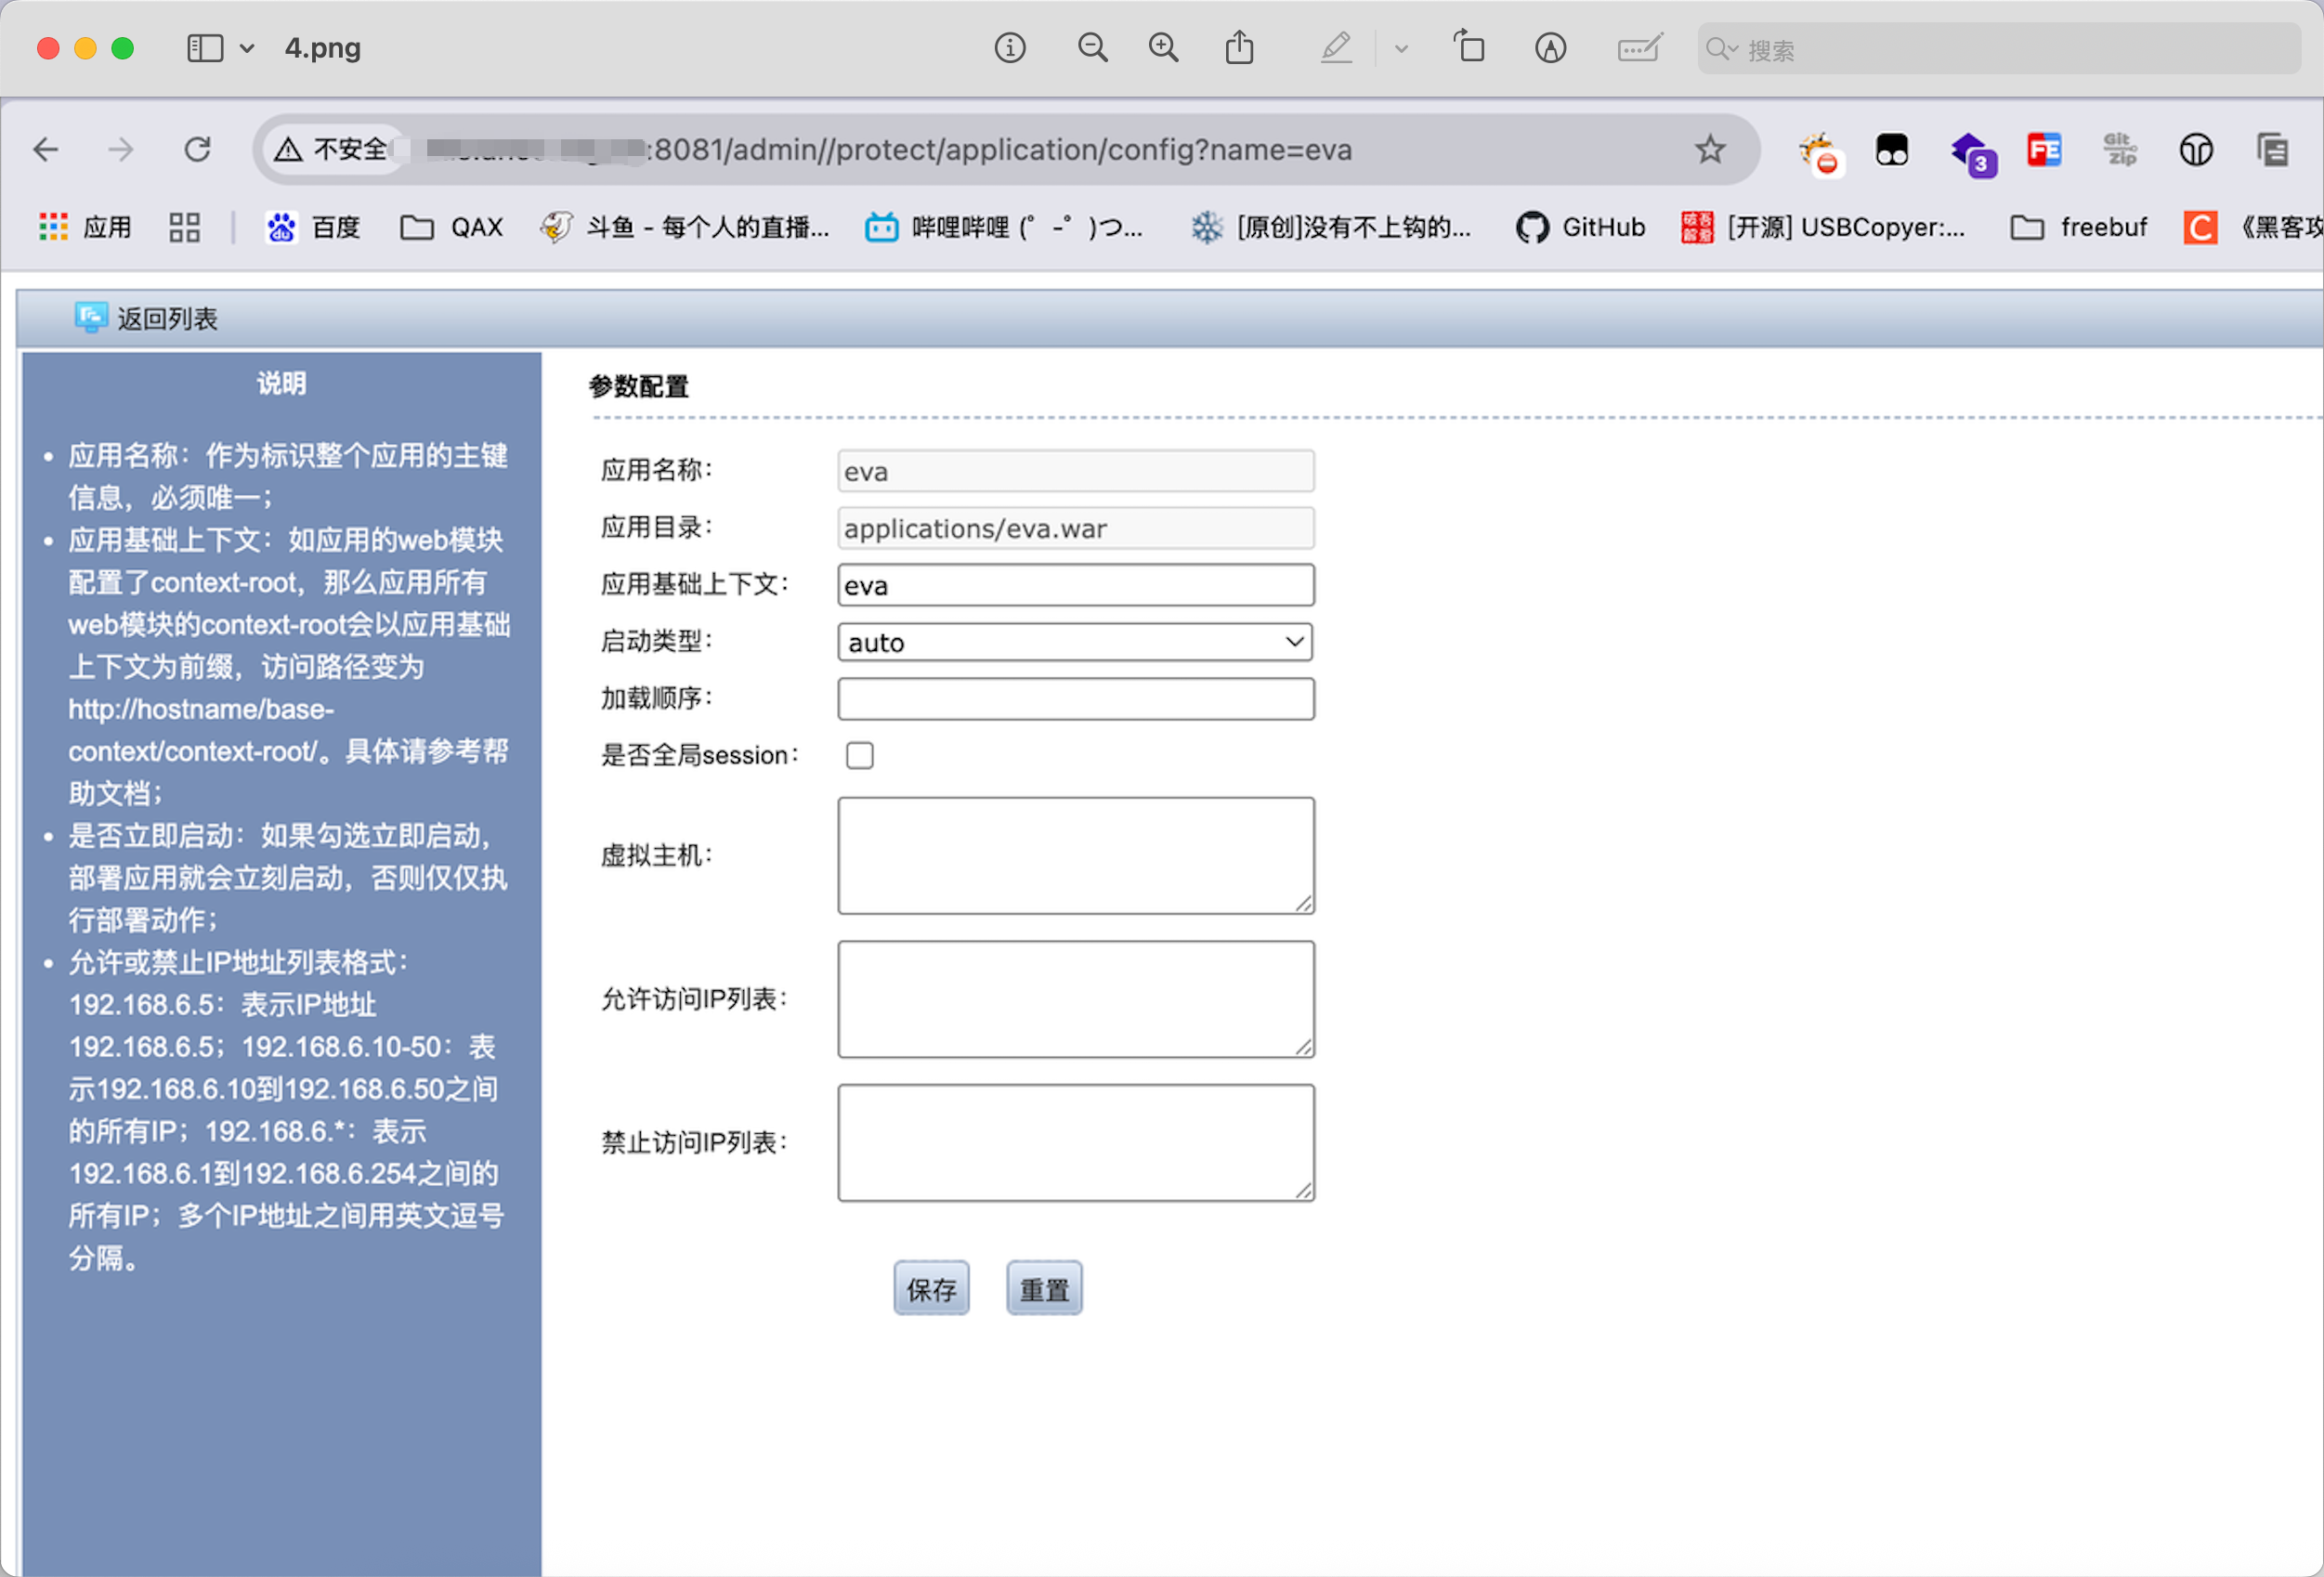 4.png
搜索
不安全
:8081/admin//protect/application/config?name=eva
3
Git
zip
应用
百度
QAX
斗鱼 - 每个人的直播...
哔哩哔哩 (゜-゜)つ...
[原创]没有不上钩的...
GitHub
[开源] USBCopyer:...
freebuf
《黑客攻
返回列表
说明
• 应用名称：作为标识整个应用的主键
信息，必须唯一；
• 应用基础上下文：如应用的web模块
配置了context-root，那么应用所有
web模块的context-root会以应用基础
上下文为前缀，访问路径变为
http://hostname/base-
context/context-root/。具体请参考帮
助文档；
• 是否立即启动：如果勾选立即启动，
部署应用就会立刻启动，否则仅仅执
行部署动作；
• 允许或禁止IP地址列表格式：
192.168.6.5：表示IP地址
192.168.6.5；192.168.6.10-50：表
示192.168.6.10到192.168.6.50之间
的所有IP；192.168.6.*：表示
192.168.6.1到192.168.6.254之间的
所有IP；多个IP地址之间用英文逗号
分隔。
参数配置
应用名称： eva
应用目录： applications/eva.war
应用基础上下文： eva
启动类型： auto
加载顺序：
是否全局session：
虚拟主机：
允许访问IP列表：
禁止访问IP列表：
保存 重置